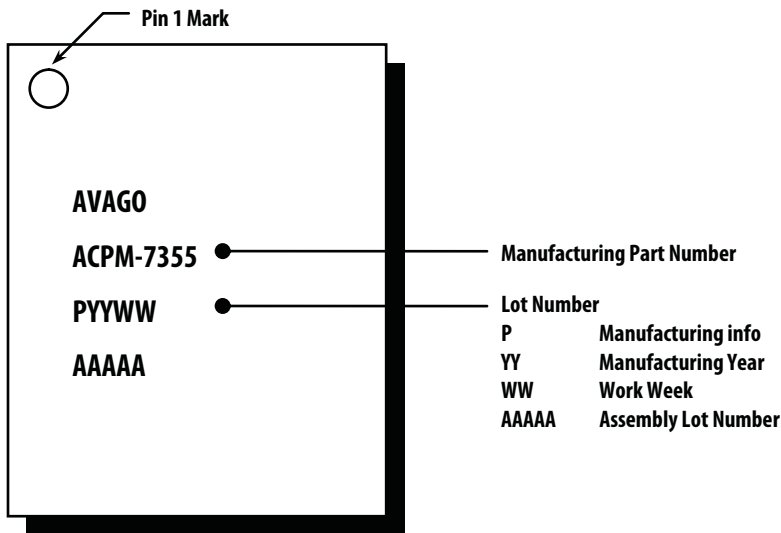 Pin 1 Mark
AVAGO
ACPM-7355
PYYWW
AAAAA
Manufacturing Part Number
Lot Number
P Manufacturing info
YY Manufacturing Year
WW Work Week
AAAAA Assembly Lot Number